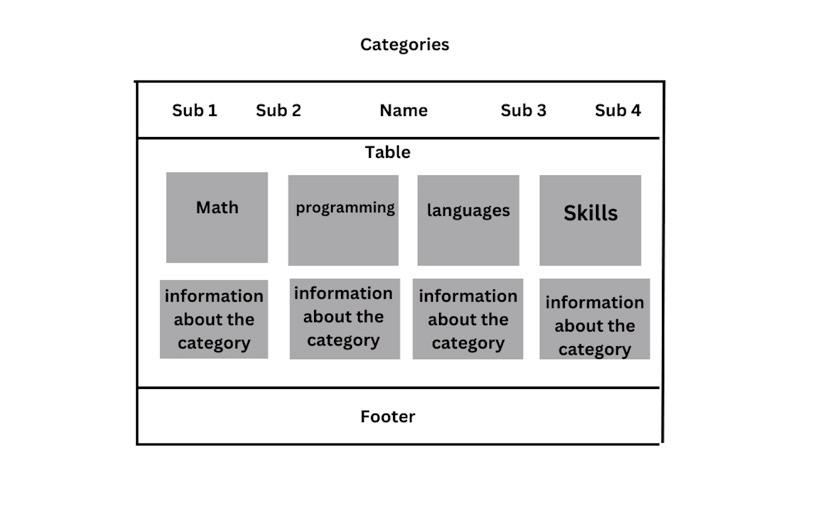 Categories
Sub 1 Sub 2 Name Sub 3 Sub 4
Table
Math programming languages Skills
information
about the
category
information
about the
category
information
about the
category
information
about the
category
Footer